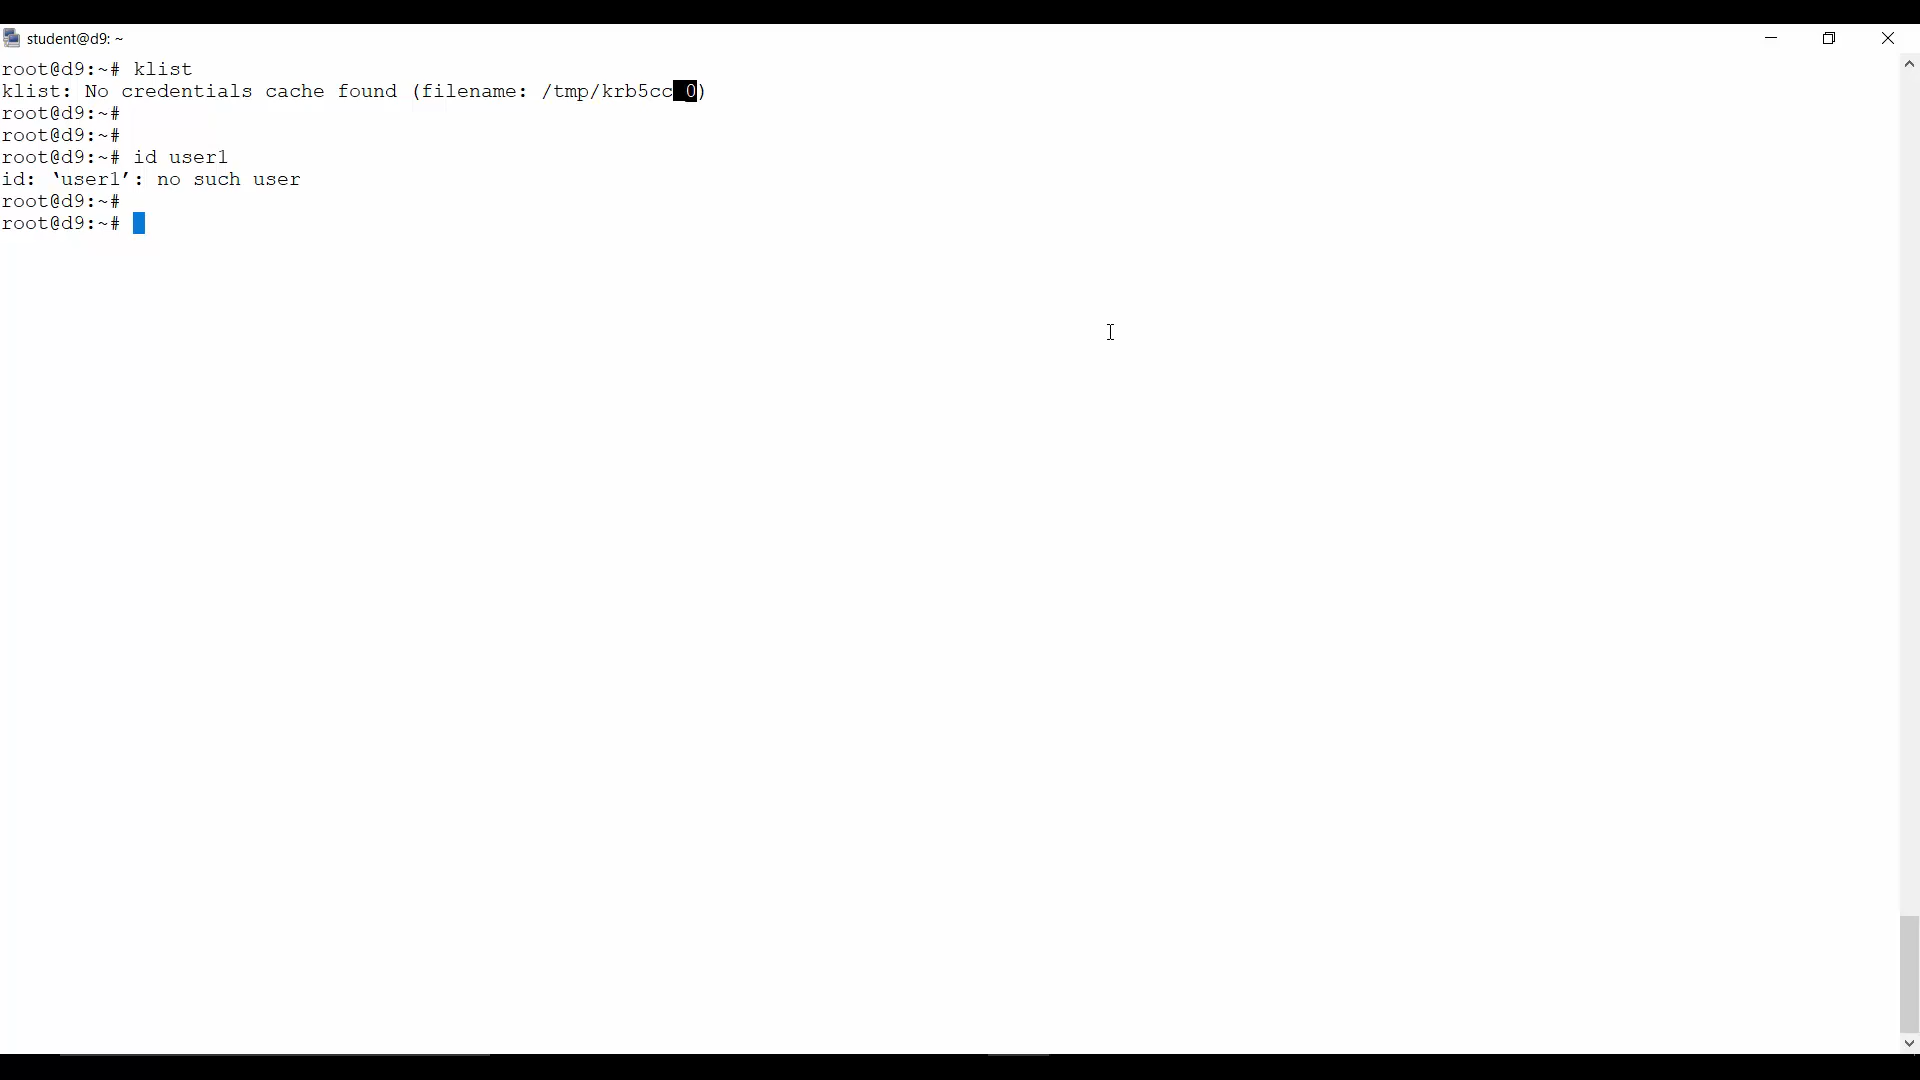 student@d9: ~
root@d9:~# klist
klist: No credentials cache found (filename: /tmp/krb5cc_0)
root@d9:~#
root@d9:~#
root@d9:~# id user1
id: ‘user1’: no such user
root@d9:~#
root@d9:~#